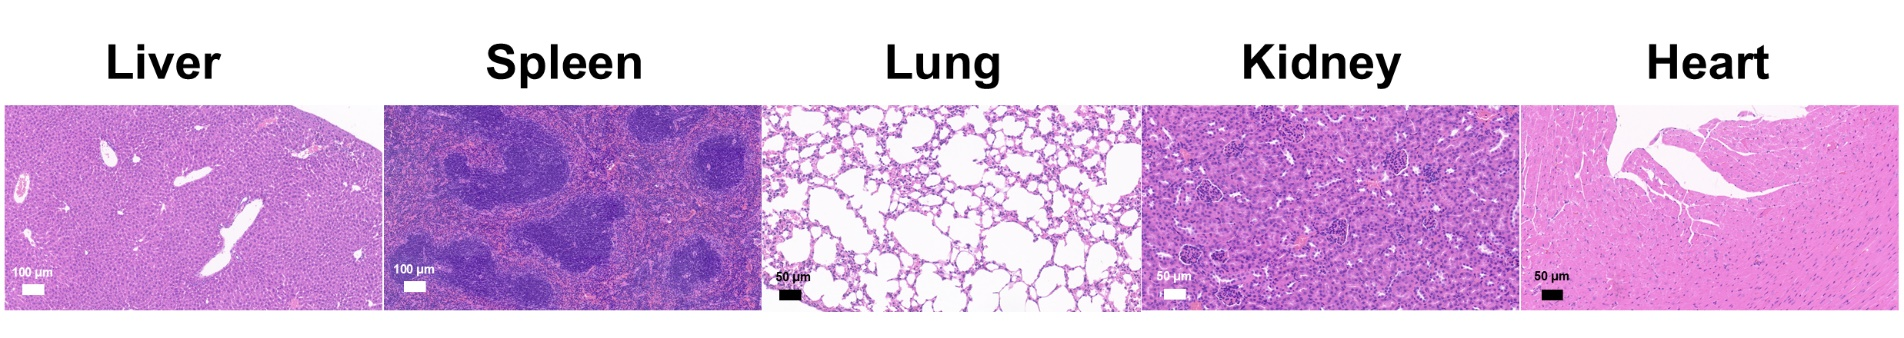 Liver Spleen Lung Kidney Heart
100 µm 100 µm 50 µm 50 µm 50 µm